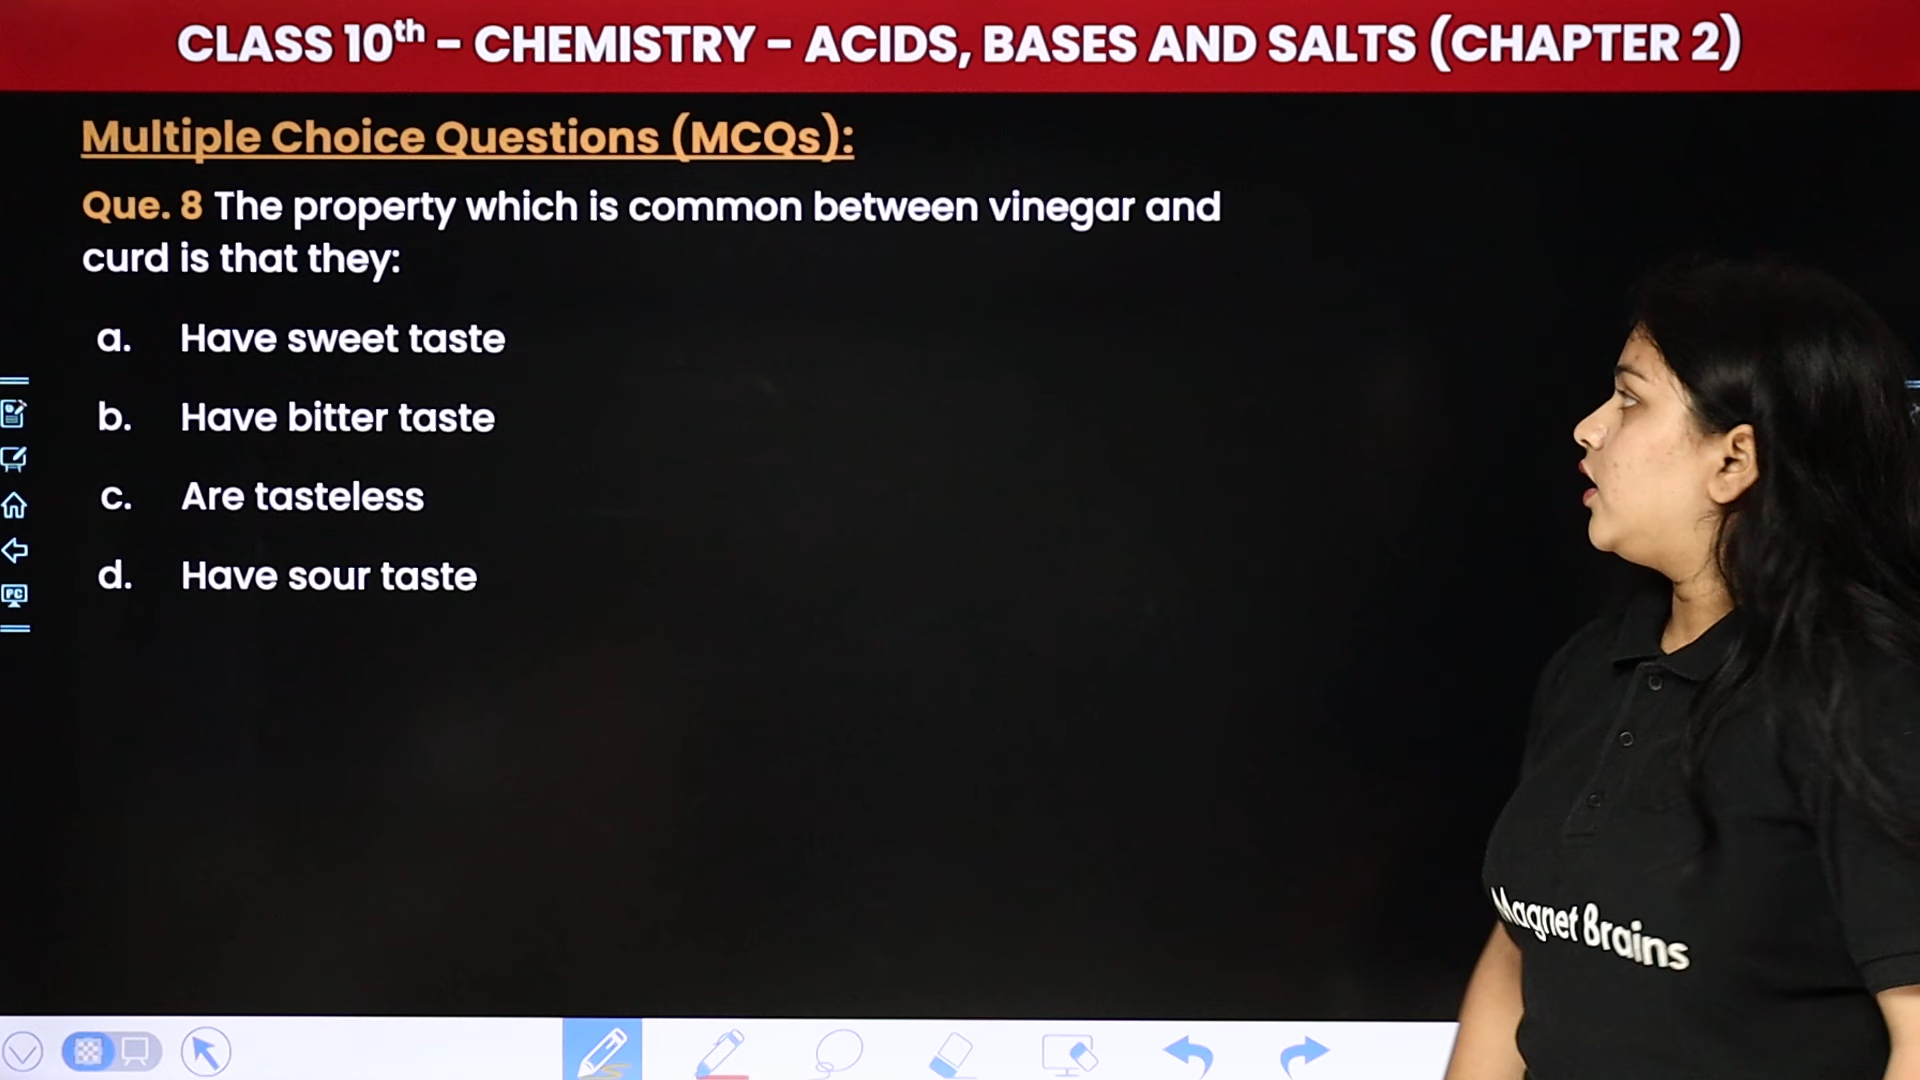 CLASS 10th – CHEMISTRY – ACIDS, BASES AND SALTS (CHAPTER 2)
Multiple Choice Questions (MCQs):
Que. 8 The property which is common between vinegar and
curd is that they:
a. Have sweet taste
b. Have bitter taste
c. Are tasteless
d. Have sour taste
PC
Magnet Brains